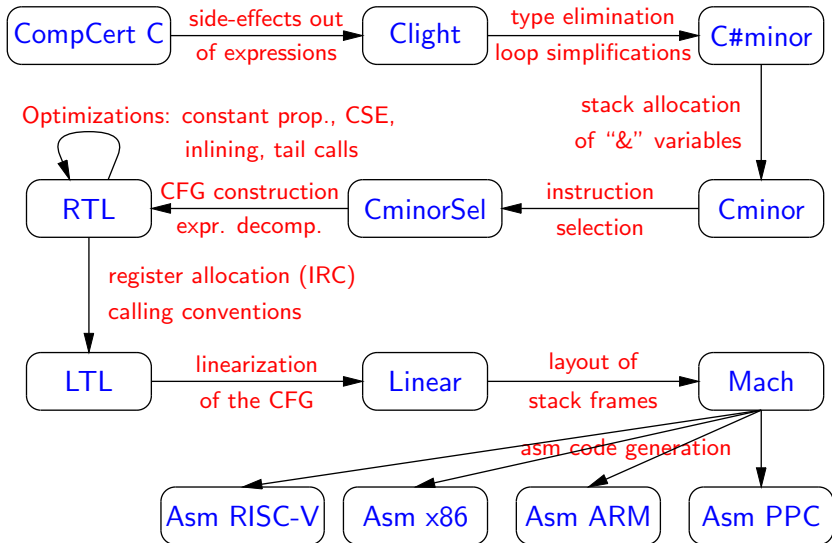 CompCert C
side-effects out
of expressions
Clight
type elimination
loop simplifications
C#minor
stack allocation
of “&” variables
Optimizations: constant prop., CSE,
inlining, tail calls
RTL
CFG construction
expr. decomp.
CminorSel
instruction
selection
Cminor
register allocation (IRC)
calling conventions
LTL
linearization
of the CFG
Linear
layout of
stack frames
Mach
asm code generation
Asm RISC-V
Asm x86
Asm ARM
Asm PPC